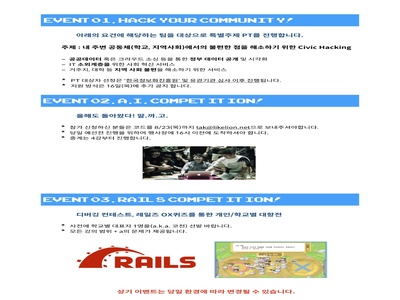 EVENT 01, HACK YOUR COMMUNITY!
아래의 요건에 해당하는 팀을 대상으로 특별주제 PT를 진행합니다.
주제 : 내 주변 공동체(학교, 지역사회)에서의 불편한 점을 해소하기 위한 Civic Hacking
– 공공데이터 혹은 크라우드 소싱 등을 통한 정부 데이터 공개 및 시각화
– IT 소외계층을 위한 사회 혁신 서비스
– 거주지, 대학 등 지역 사회 불편을 해소하기 위한 서비스
* PT 대상자 선정은 '한국정보화진흥원' 및 유관기관 심사 이후 진행됩니다.
* 지원 방식은 16일(목)에 추가 공지 합니다.
EVENT 02, A.I, COMPETITION!
올해도 돌아왔다! 말.까.고.
* 참가 신청하신 분들은 코드를 8/23(목)까지 tak@likelion.net으로 보내주셔야합니다.
* 당일 예선전 진행을 위하여 행사장에 16시 이전에 도착하셔야 합니다.
* 중계는 4강부터 진행합니다.
EVENT 03, RAILS COMPETITION!
디버깅 컨테스트, 레일즈 OX퀴즈를 통한 개인/학교별 대항전
* 사전에 학교별 대표자 1명을(a.k.a. 고전) 선발 바랍니다.
* 모든 강의 범위 + a의 문제가 제공됩니다.
RAILS
상기 이벤트는 당일 환경에 따라 변경될 수 있습니다.